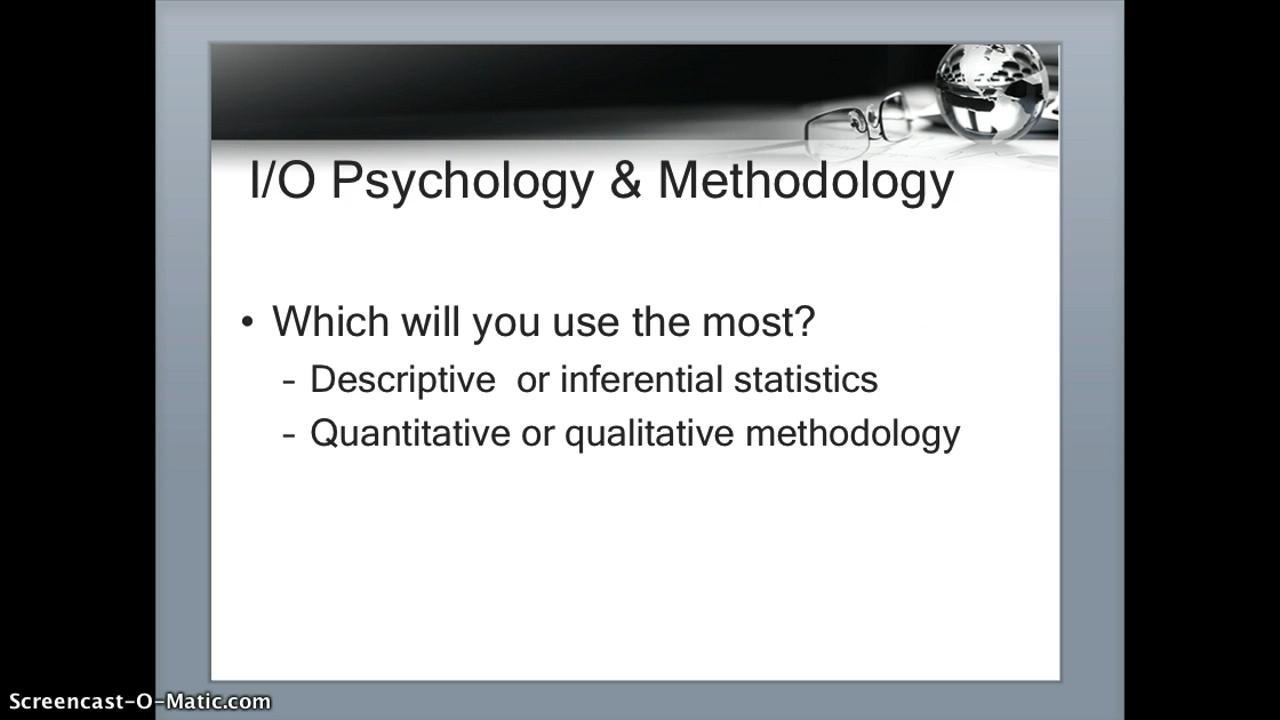 I/O Psychology & Methodology
• Which will you use the most?
– Descriptive  or inferential statistics
– Quantitative or qualitative methodology
Screencast-O-Matic.com